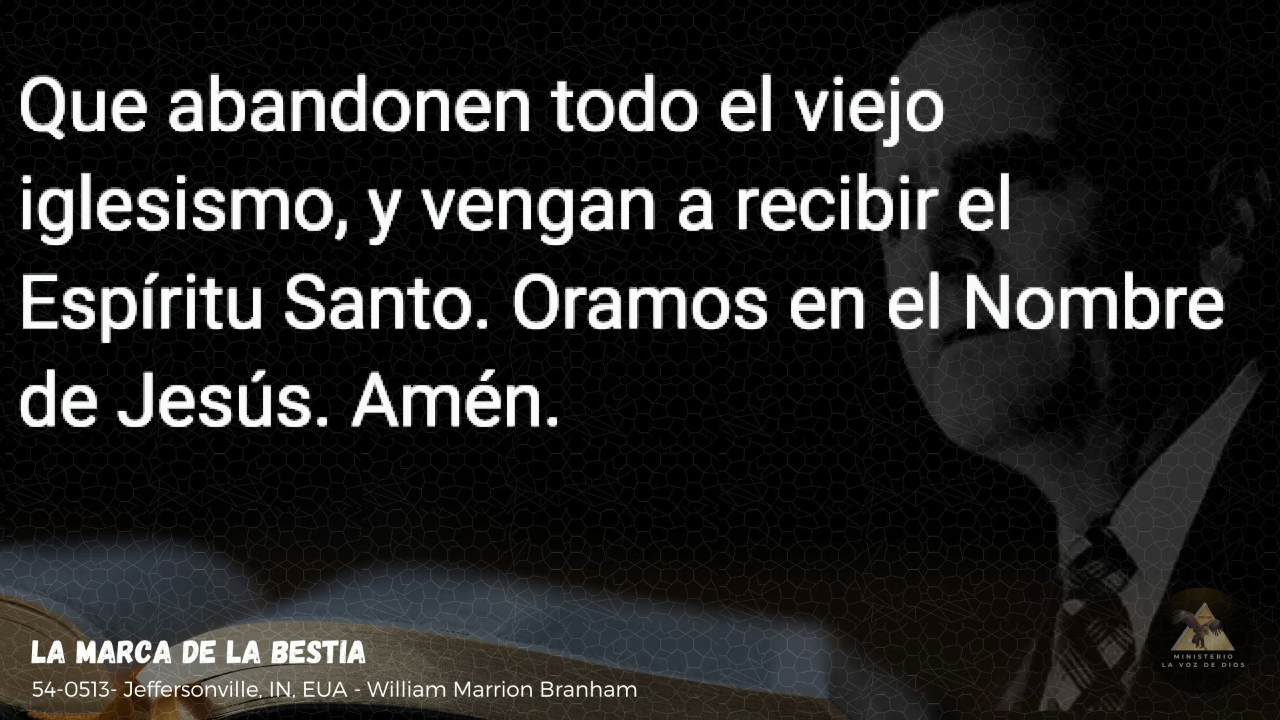 Que abandonen todo el viejo
iglesismo, y vengan a recibir el
Espíritu Santo. Oramos en el Nombre
de Jesús. Amén.
LA MARCA DE LA BESTIA
54-0513- Jeffersonville, IN, EUA - William Marrion Branham
MINISTERIO
LA VOZ DE DIOS